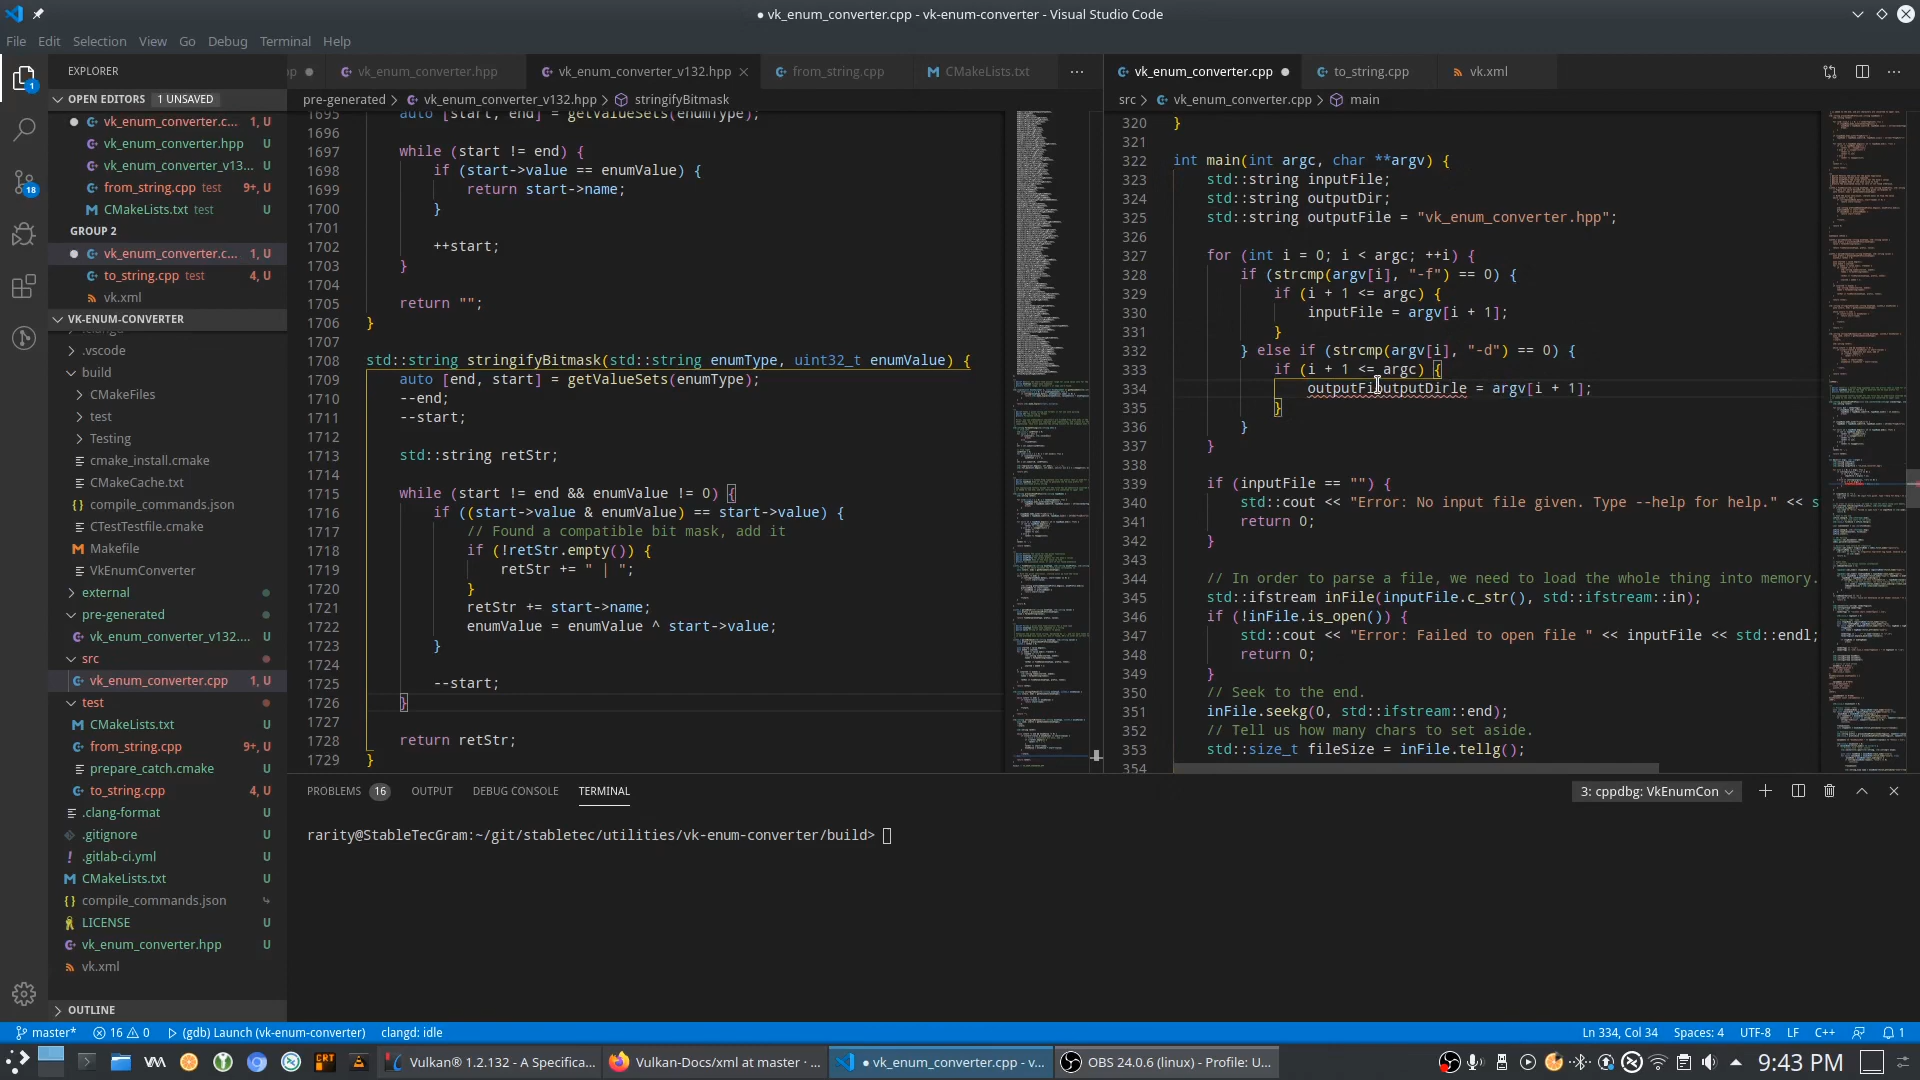 ● vk_enum_converter.cpp - vk-enum-converter - Visual Studio Code
File Edit Selection View Go Debug Terminal Help
EXPLORER
OPEN EDITORS 1 UNSAVED
vk_enum_converter.c... 1, U
vk_enum_converter.hpp U
vk_enum_converter_v13... U
from_string.cpp test 9+, U
CMakeLists.txt test U
GROUP 2
vk_enum_converter.c... 1, U
to_string.cpp test 4, U
vk.xml
VK-ENUM-CONVERTER
.vscode
build
CMakeFiles
test
Testing
cmake_install.cmake
CMakeCache.txt
compile_commands.json
CTestTestfile.cmake
Makefile
VkEnumConverter
external
pre-generated
vk_enum_converter_v132.... U
src
vk_enum_converter.cpp 1, U
test
CMakeLists.txt U
from_string.cpp 9+, U
prepare_catch.cmake U
to_string.cpp 4, U
.clang-format U
.gitignore U
.gitlab-ci.yml U
CMakeLists.txt U
compile_commands.json
LICENSE U
vk_enum_converter.hpp U
vk.xml
OUTLINE
1
18
vk_enum_converter.hpp vk_enum_converter_v132.hpp from_string.cpp CMakeLists.txt
pre-generated > vk_enum_converter_v132.hpp > stringifyBitmask
1695 auto [start, end] = getValueSets(enumType);
1696
1697 while (start != end) {
1698 if (start->value == enumValue) {
1699 return start->name;
1700 }
1701
1702 ++start;
1703 }
1704
1705 return "";
1706 }
1707
1708 std::string stringifyBitmask(std::string enumType, uint32_t enumValue) {
1709 auto [end, start] = getValueSets(enumType);
1710 --end;
1711 --start;
1712
1713 std::string retStr;
1714
1715 while (start != end && enumValue != 0) {
1716 if ((start->value & enumValue) == start->value) {
1717 // Found a compatible bit mask, add it
1718 if (!retStr.empty()) {
1719 retStr += " | ";
1720 }
1721 retStr += start->name;
1722 enumValue = enumValue ^ start->value;
1723 }
1724
1725 --start;
1726 }
1727
1728 return retStr;
1729 }
vk_enum_converter.cpp ● to_string.cpp vk.xml
src > vk_enum_converter.cpp > main
320 }
321
322 int main(int argc, char **argv) {
323 std::string inputFile;
324 std::string outputDir;
325 std::string outputFile = "vk_enum_converter.hpp";
326
327 for (int i = 0; i < argc; ++i) {
328 if (strcmp(argv[i], "-f") == 0) {
329 if (i + 1 <= argc) {
330 inputFile = argv[i + 1];
331 }
332 } else if (strcmp(argv[i], "-d") == 0) {
333 if (i + 1 <= argc) {
334 outputFioutputDirle = argv[i + 1];
335 }
336 }
337 }
338
339 if (inputFile == "") {
340 std::cout << "Error: No input file given. Type --help for help." << s
341 return 0;
342 }
343
344 // In order to parse a file, we need to load the whole thing into memory.
345 std::ifstream inFile(inputFile.c_str(), std::ifstream::in);
346 if (!inFile.is_open()) {
347 std::cout << "Error: Failed to open file " << inputFile << std::endl;
348 return 0;
349 }
350 // Seek to the end.
351 inFile.seekg(0, std::ifstream::end);
352 // Tell us how many chars to set aside.
353 std::size_t fileSize = inFile.tellg();
354
PROBLEMS 16 OUTPUT DEBUG CONSOLE TERMINAL 3: cppdbg: VkEnumCon
rarity@StableTecGram:~/git/stabletec/utilities/vk-enum-converter/build>
master* 16 0 (gdb) Launch (vk-enum-converter) clangd: idle Ln 334, Col 34 Spaces: 4 UTF-8 LF C++ 1
Vulkan® 1.2.132 - A Specifica... Vulkan-Docs/xml at master · ... ● vk_enum_converter.cpp - v... OBS 24.0.6 (linux) - Profile: U... 9:43 PM